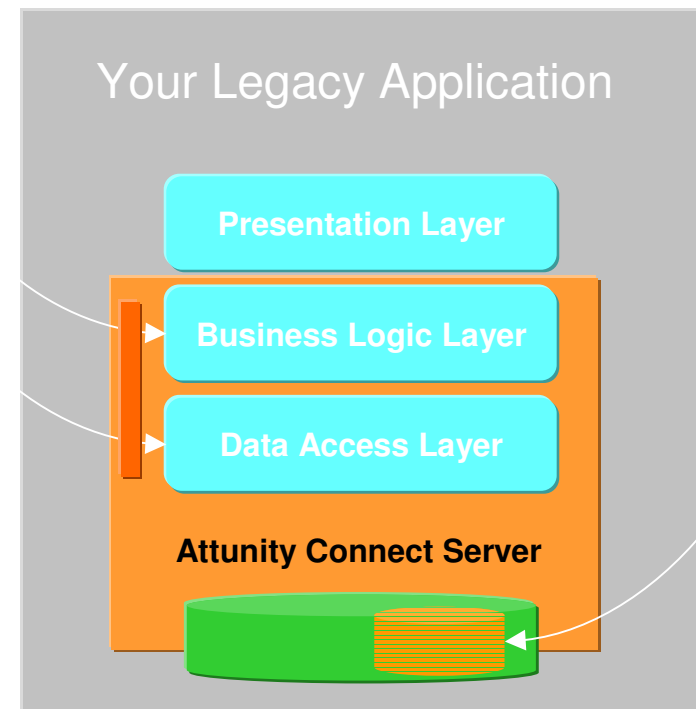 Your Legacy Application
Presentation Layer
Business Logic Layer
Data Access Layer
Attunity Connect Server